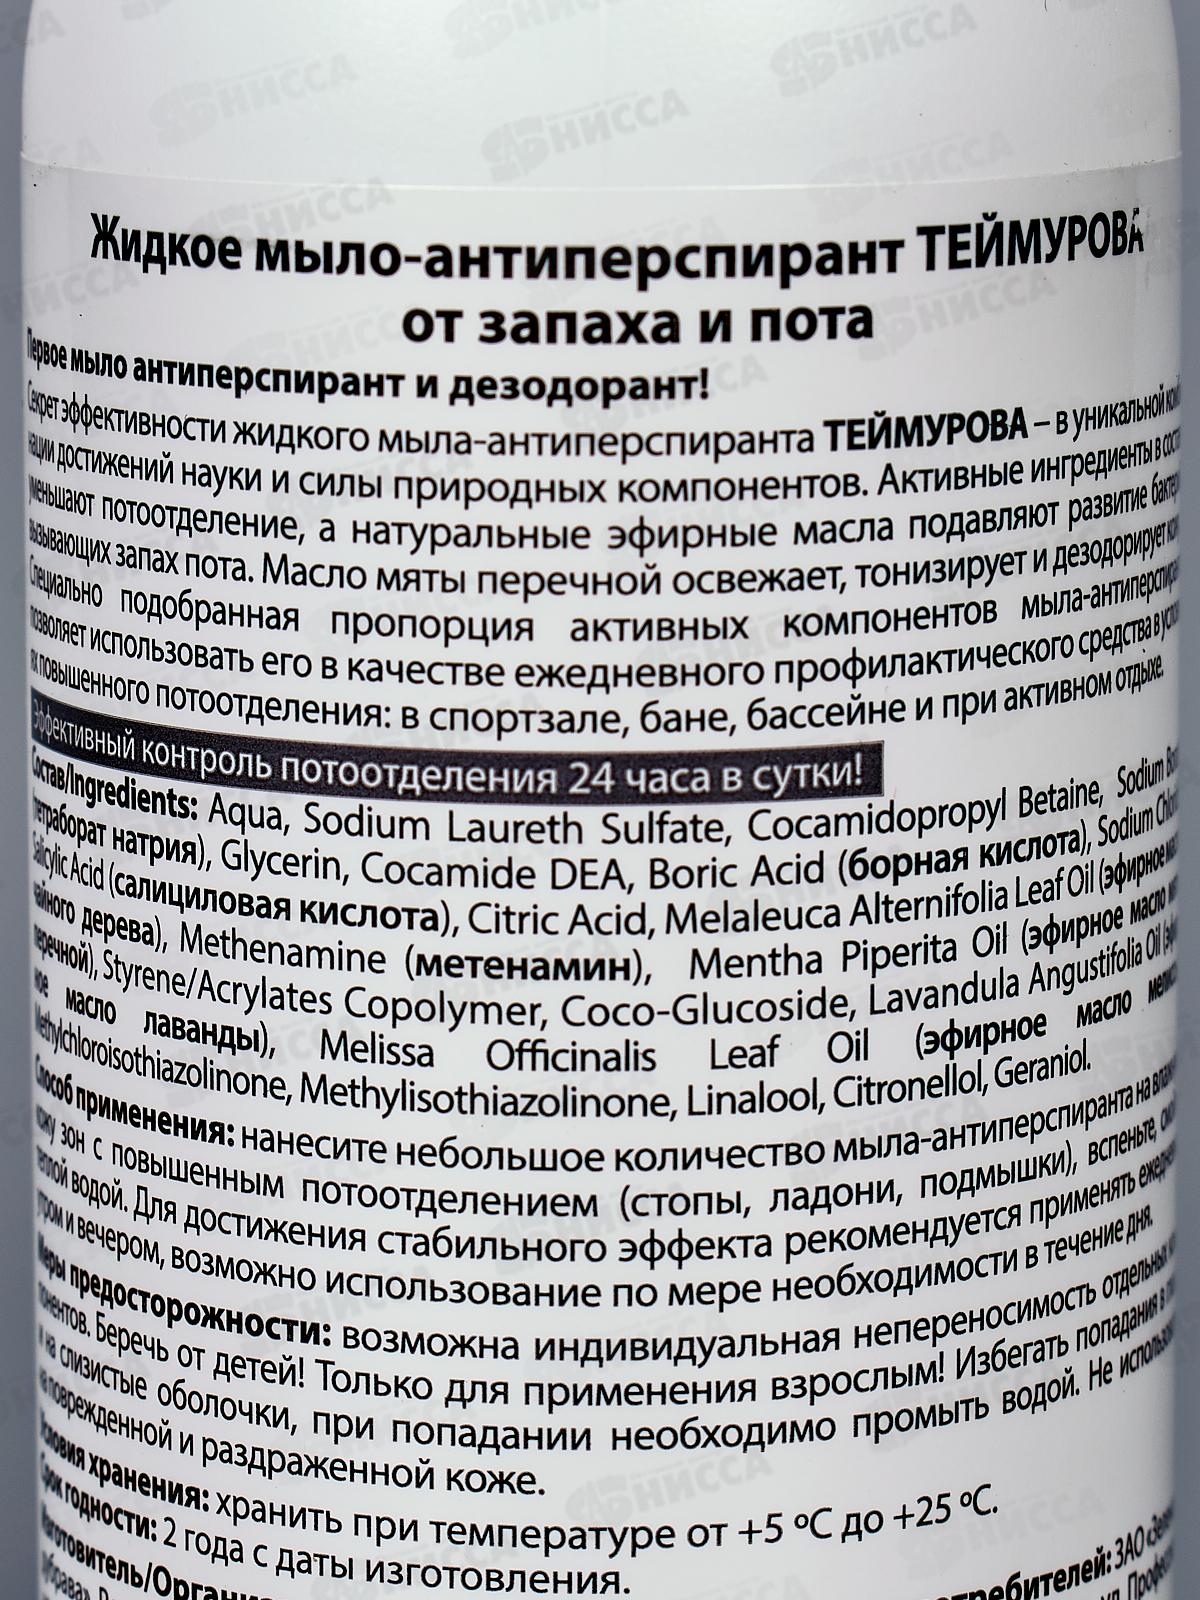 Жидкое мыло-антиперспирант ТЕЙМУРОВА
от запаха и пота
Первое мыло антиперспирант и дезодорант!
Секрет эффективности жидкого мыла-антиперспиранта ТЕЙМУРОВА – в уникальной
нации достижений науки и силы природных компонентов. Активные ингредиенты в
уменьшают потоотделение, а натуральные эфирные масла подавляют развитие
вызывающих запах пота. Масло мяты перечной освежает, тонизирует и дезодорирует
Специально подобранная пропорция активных компонентов
позволяет использовать его в качестве ежедневного профилактического средства в
ях повышенного потоотделения: в спортзале, бане, бассейне и при активном отдыхе.
Эффективный контроль потоотделения 24 часа в сутки!
Состав/Ingredients: Aqua, Sodium Laureth Sulfate, Cocamidopropyl Betaine, Sodium
(тетраборат натрия), Glycerin, Cocamide DEA, Boric Acid (борная кислота), Sodium
Salicylic Acid (салициловая кислота), Citric Acid, Melaleuca Alternifolia Leaf Oil (эфирное
чайного дерева), Methenamine (метенамин), Mentha Piperita Oil (эфирное масло
перечной), Styrene/Acrylates Copolymer, Coco-Glucoside, Lavandula Angustifolia Oil
ное масло лаванды), Melissa Officinalis Leaf Oil (эфирное масло
Methylchloroisothiazolinone, Methylisothiazolinone, Linalool, Citronellol, Geraniol.
Способ применения: нанесите небольшое количество мыла-антиперспиранта на
кожу зон с повышенным потоотделением (стопы, ладони, подмышки), вспеньте,
теплой водой. Для достижения стабильного эффекта рекомендуется применять
утром и вечером, возможно использование по мере необходимости в течение дня.
Меры предосторожности: возможна индивидуальная непереносимость отдельных
понентов. Беречь от детей! Только для применения взрослым! Избегать попадания в
и на слизистые оболочки, при попадании необходимо промыть водой. Не
на поврежденной и раздраженной коже.
Условия хранения: хранить при температуре от +5 ºС до +25 ºС.
Срок годности: 2 года с даты изготовления.
Изготовитель/ ЗАО